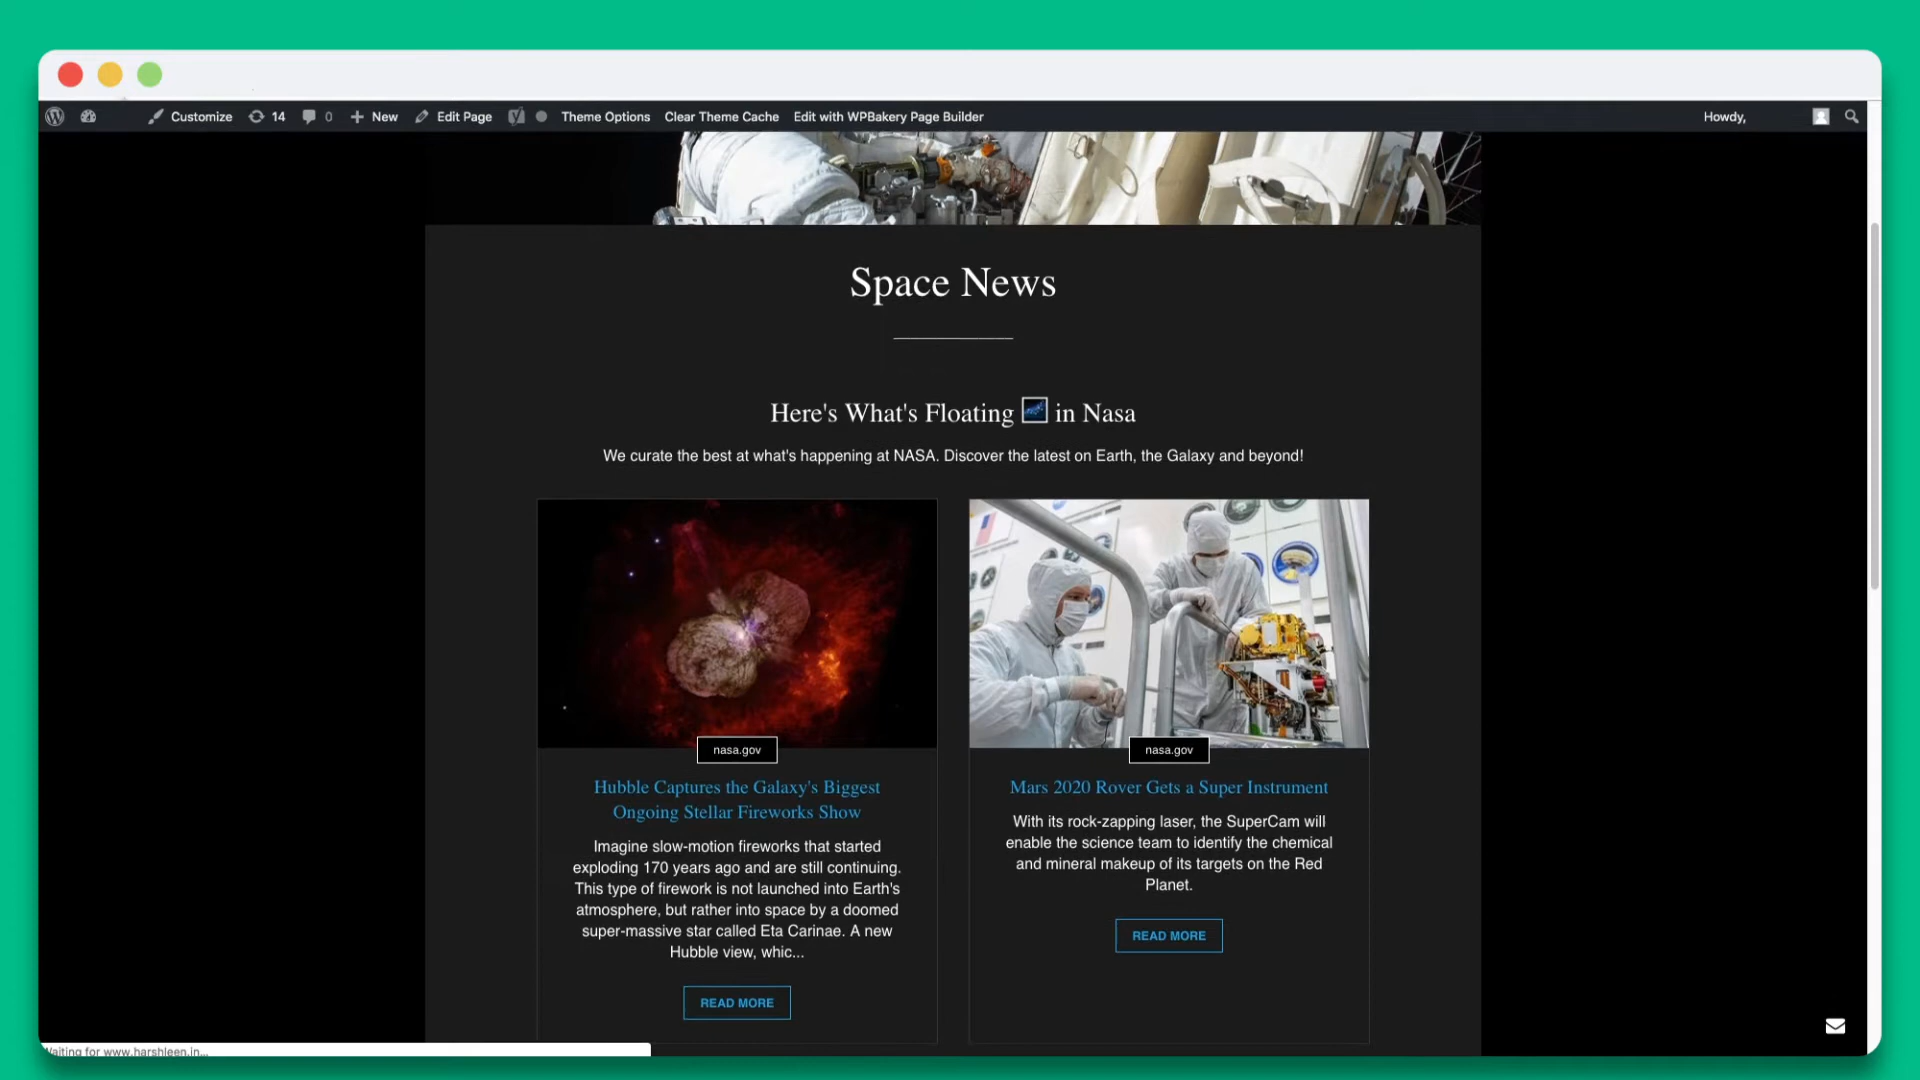 Customize 14 0 New Edit Page Theme Options Clear Theme Cache Edit with WPBakery Page Builder Howdy,
Space News
Here's What's Floating 🌌 in Nasa
We curate the best at what's happening at NASA. Discover the latest on Earth, the Galaxy and beyond!
nasa.gov
Hubble Captures the Galaxy's Biggest
Ongoing Stellar Fireworks Show
Imagine slow-motion fireworks that started
exploding 170 years ago and are still continuing.
This type of firework is not launched into Earth's
atmosphere, but rather into space by a doomed
super-massive star called Eta Carinae. A new
Hubble view, whic...
READ MORE
nasa.gov
Mars 2020 Rover Gets a Super Instrument
With its rock-zapping laser, the SuperCam will
enable the science team to identify the chemical
and mineral makeup of its targets on the Red
Planet.
READ MORE
Waiting for www.harshleen.in...